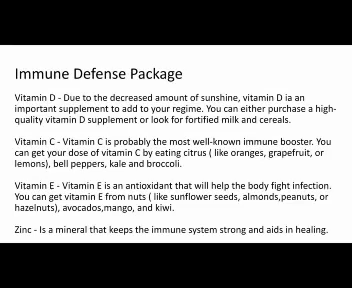 Immune Defense Package
Vitamin D - Due to the decreased amount of sunshine, vitamin D ia an
important supplement to add to your regime. You can either purchase a high-
quality vitamin D supplement or look for fortified milk and cereals.
Vitamin C - Vitamin C is probably the most well-known immune booster. You
can get your dose of vitamin C by eating citrus ( like oranges, grapefruit, or
lemons), bell peppers, kale and broccoli.
Vitamin E - Vitamin E is an antioxidant that will help the body fight infection.
You can get vitamin E from nuts ( like sunflower seeds, almonds,peanuts, or
hazelnuts), avocados,mango, and kiwi.
Zinc - Is a mineral that keeps the immune system strong and aids in healing.